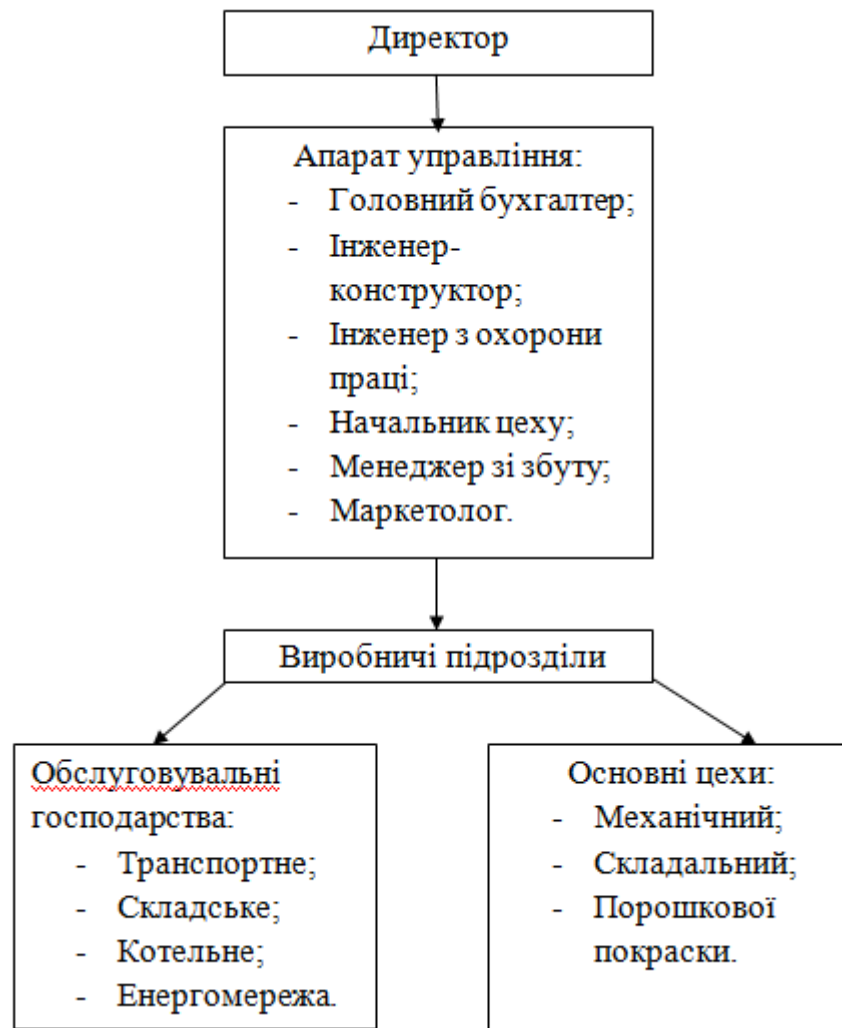 Директор
Апарат управління:
- Головний бухгалтер;
- Інженер-
конструктор;
- Інженер з охорони
праці;
- Начальник цеху;
- Менеджер зі збуту;
- Маркетолог.
Виробничі підрозділи
Обслуговувальні
господарства:
- Транспортне;
- Складське;
- Котельне;
- Енергомережа.
Основні цехи:
- Механічний;
- Складальний;
- Порошкової
покраски.